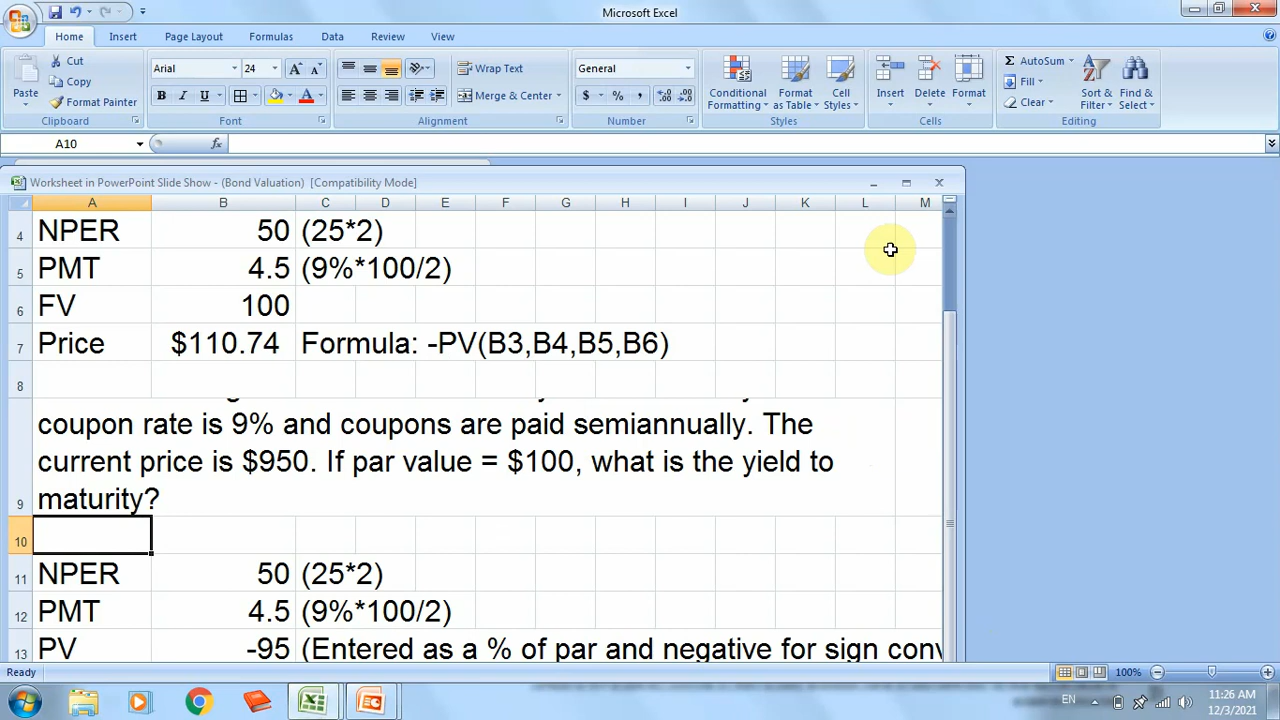 Microsoft Excel
Home Insert Page Layout Formulas Data Review View
Paste
Cut
Copy
Format Painter
Clipboard
Arial 24
B I U
Font
Wrap Text
Merge & Center
Alignment
General
$ % ,
Number
Conditional Formatting
Format as Table
Cell Styles
Styles
Insert Delete Format
Cells
Σ AutoSum
Fill
Clear
Sort & Filter
Find & Select
Editing
A10 fx
Worksheet in PowerPoint Slide Show - (Bond Valuation) [Compatibility Mode]
A B C D E F G H I J K L M
4 NPER 50 (25*2)
5 PMT 4.5 (9%*100/2)
6 FV 100
7 Price $110.74 Formula: -PV(B3,B4,B5,B6)
8
coupon rate is 9% and coupons are paid semiannually. The
current price is $950. If par value = $100, what is the yield to
9 maturity?
10
11 NPER 50 (25*2)
12 PMT 4.5 (9%*100/2)
13 PV -95 (Entered as a % of par and negative for sign conv
Ready 100%
EN 11:26 AM
12/3/2021